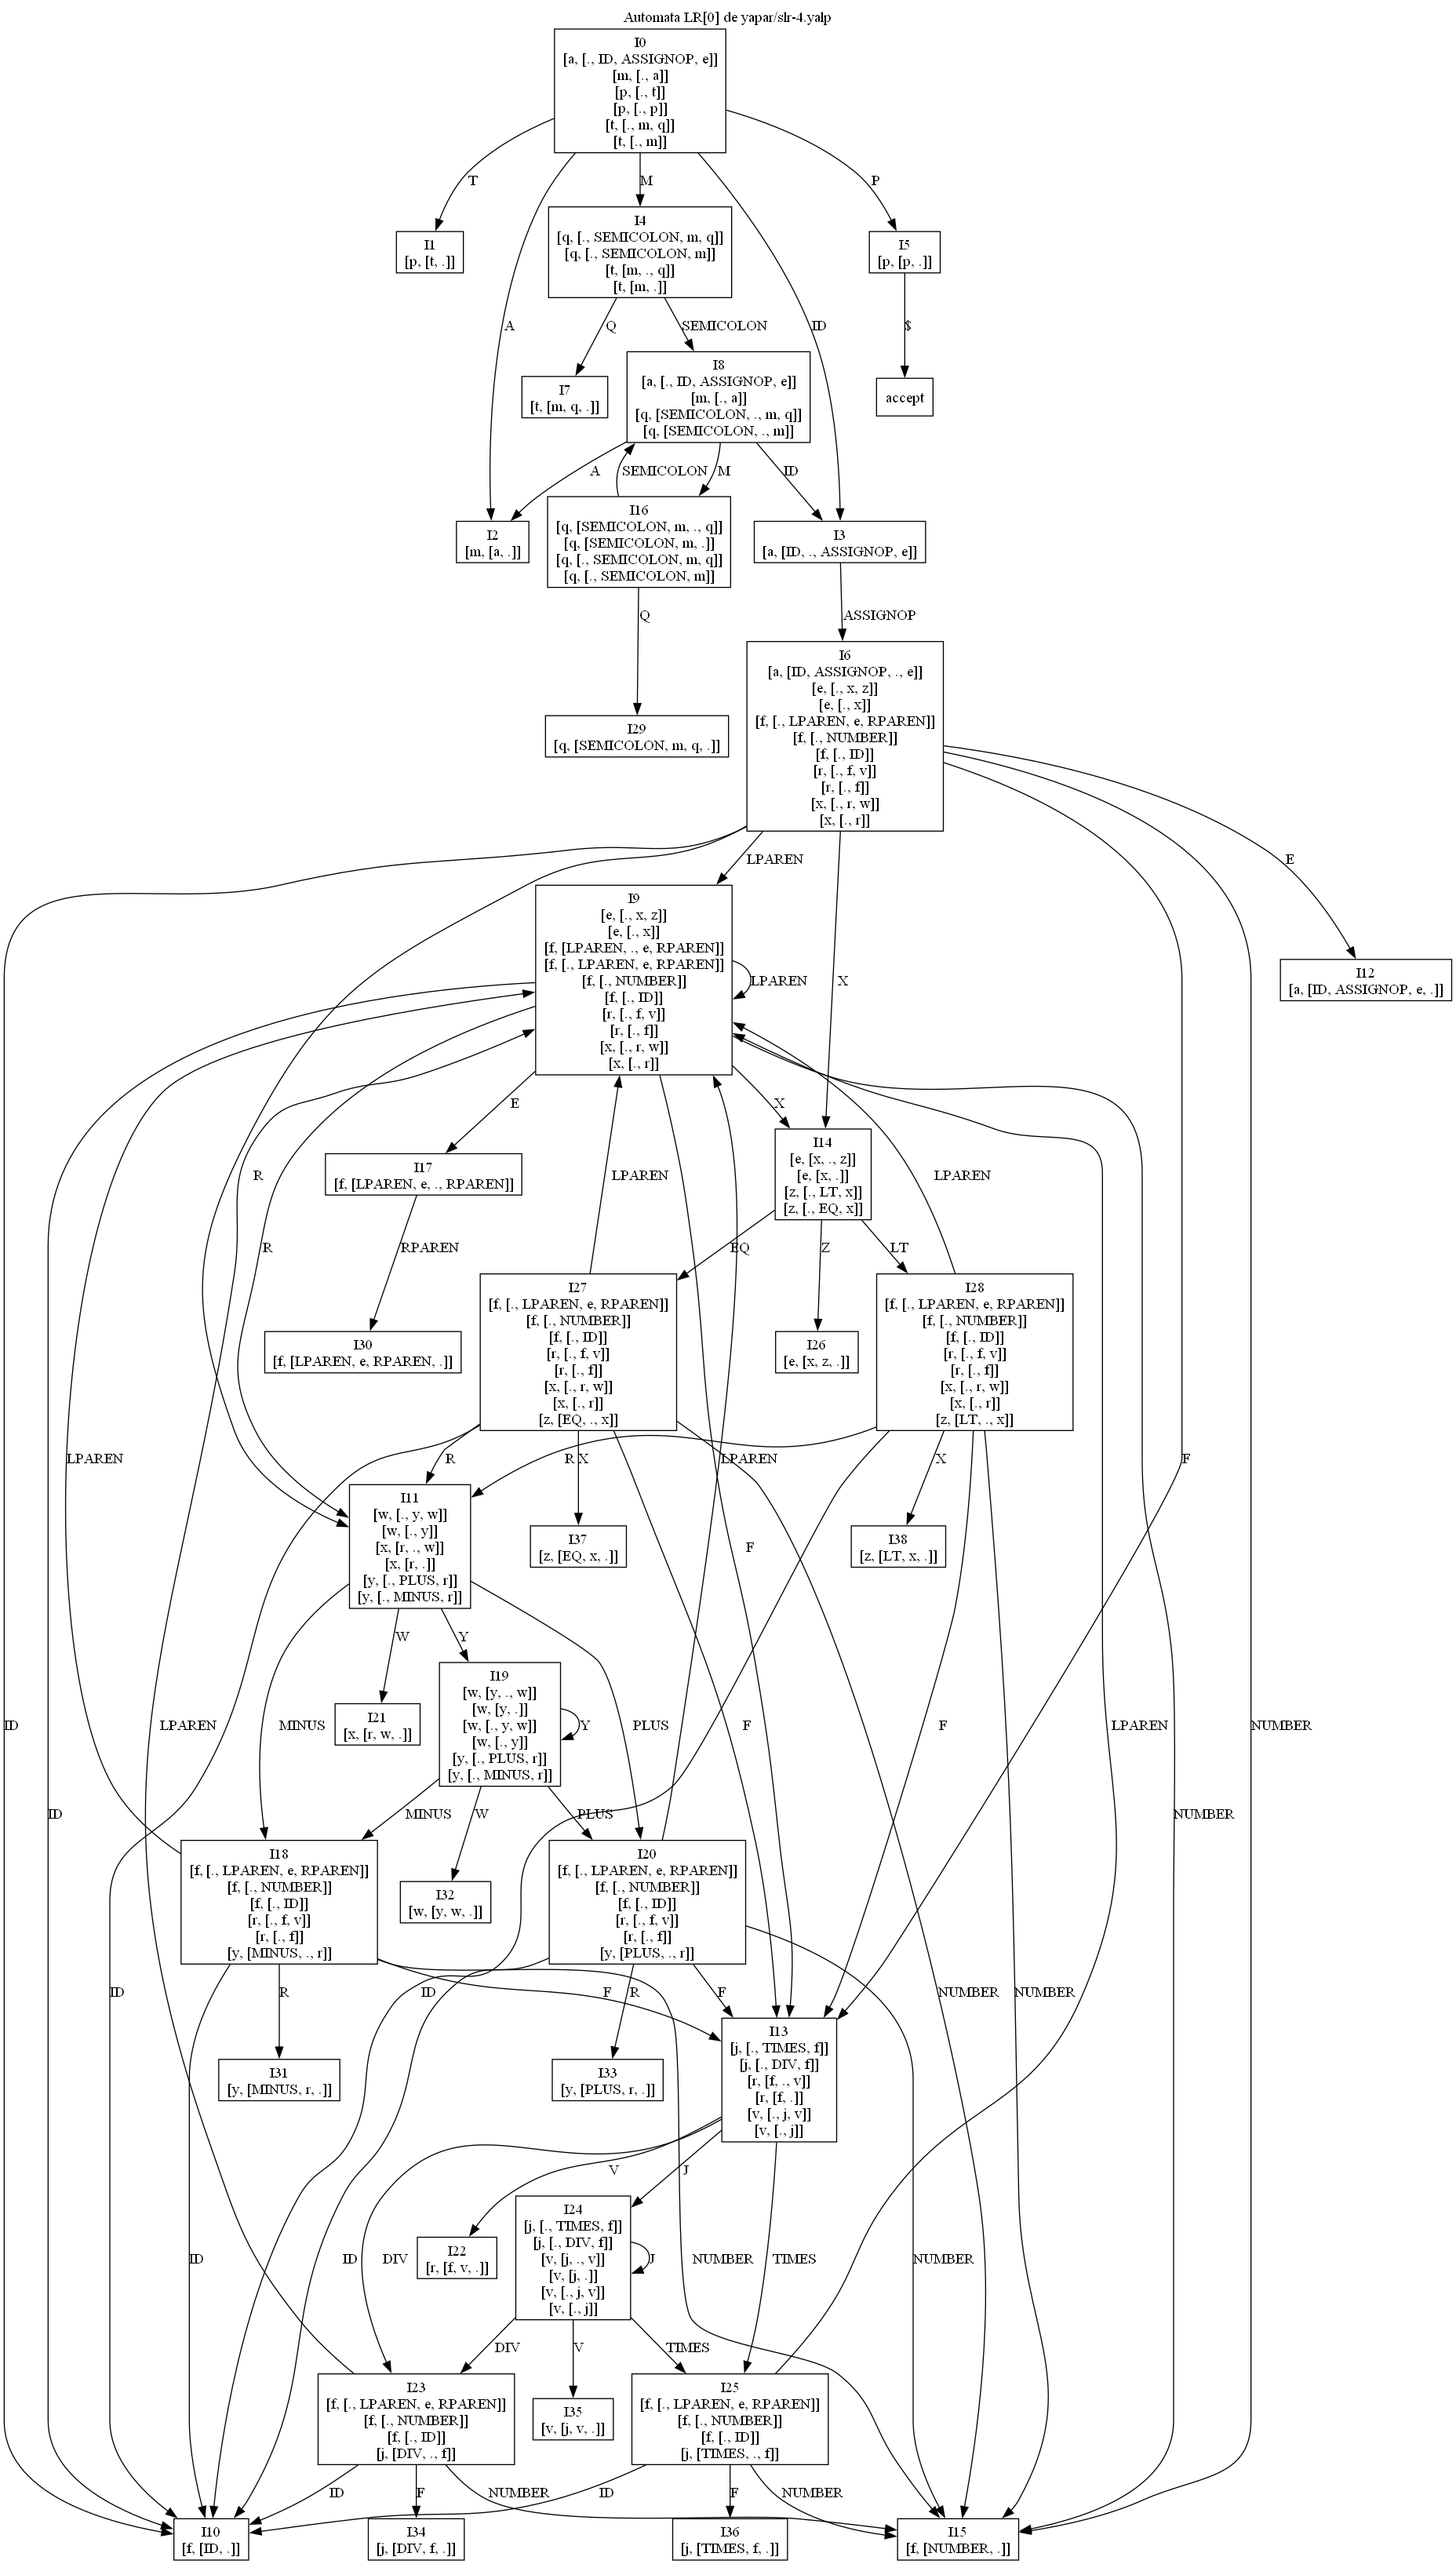 Automata LR[0] de yapar/slr-4.yalp
I0
[a, [., ID, ASSIGNOP, e]]
[m, [., a]]
[p, [., t]]
[p, [., p]]
[t, [., m, q]]
[t, [., m]]
T
M
P
I4
[q, [., SEMICOLON, m, q]]
[q, [., SEMICOLON, m]]
[t, [m, ., q]]
[t, [m, .]]
I1
[p, [t, .]]
I5
[p, [p, .]]
A
Q
SEMICOLON
ID
$
I8
[a, [., ID, ASSIGNOP, e]]
[m, [., a]]
[q, [SEMICOLON, ., m, q]]
[q, [SEMICOLON, ., m]]
I7
[t, [m, q, .]]
accept
A
SEMICOLON
M
ID
I16
[q, [SEMICOLON, m, ., q]]
[q, [SEMICOLON, m, .]]
[q, [., SEMICOLON, m, q]]
[q, [., SEMICOLON, m]]
I2
[m, [a, .]]
I3
[a, [ID, ., ASSIGNOP, e]]
Q
ASSIGNOP
I6
[a, [ID, ASSIGNOP, ., e]]
[e, [., x, z]]
[e, [., x]]
[f, [., LPAREN, e, RPAREN]]
[f, [., NUMBER]]
[f, [., ID]]
[r, [., f, v]]
[r, [., f]]
[x, [., r, w]]
[x, [., r]]
I29
[q, [SEMICOLON, m, q, .]]
LPAREN
E
I9
[e, [., x, z]]
[e, [., x]]
[f, [LPAREN, ., e, RPAREN]]
[f, [., LPAREN, e, RPAREN]]
[f, [., NUMBER]]
[f, [., ID]]
[r, [., f, v]]
[r, [., f]]
[x, [., r, w]]
[x, [., r]]
LPAREN
X
I12
[a, [ID, ASSIGNOP, e, .]]
E
X
I14
[e, [x, ., z]]
[e, [x, .]]
[z, [., LT, x]]
[z, [., EQ, x]]
I17
[f, [LPAREN, e, ., RPAREN]]
R
LPAREN
LPAREN
R
RPAREN
EQ
Z
LT
I27
[f, [., LPAREN, e, RPAREN]]
[f, [., NUMBER]]
[f, [., ID]]
[r, [., f, v]]
[r, [., f]]
[x, [., r, w]]
[x, [., r]]
[z, [EQ, ., x]]
I28
[f, [., LPAREN, e, RPAREN]]
[f, [., NUMBER]]
[f, [., ID]]
[r, [., f, v]]
[r, [., f]]
[x, [., r, w]]
[x, [., r]]
[z, [LT, ., x]]
I30
[f, [LPAREN, e, RPAREN, .]]
I26
[e, [x, z, .]]
LPAREN
R
X
LPAREN
R
X
F
I11
[w, [., y, w]]
[w, [., y]]
[x, [r, ., w]]
[x, [r, .]]
[y, [., PLUS, r]]
[y, [., MINUS, r]]
I37
[z, [EQ, x, .]]
F
I38
[z, [LT, x, .]]
W
Y
I19
[w, [y, ., w]]
[w, [y, .]]
[w, [., y, w]]
[w, [., y]]
[y, [., PLUS, r]]
[y, [., MINUS, r]]
I21
[x, [r, w, .]]
ID
LPAREN
MINUS
Y
PLUS
F
F
LPAREN
NUMBER
ID
MINUS
W
PLUS
NUMBER
I18
[f, [., LPAREN, e, RPAREN]]
[f, [., NUMBER]]
[f, [., ID]]
[r, [., f, v]]
[r, [., f]]
[y, [MINUS, ., r]]
I20
[f, [., LPAREN, e, RPAREN]]
[f, [., NUMBER]]
[f, [., ID]]
[r, [., f, v]]
[r, [., f]]
[y, [PLUS, ., r]]
I32
[w, [y, w, .]]
ID
R
ID
F
R
F
NUMBER
NUMBER
I13
[j, [., TIMES, f]]
[j, [., DIV, f]]
[r, [f, ., v]]
[r, [f, .]]
[v, [., j, v]]
[v, [., j]]
I31
[y, [MINUS, r, .]]
I33
[y, [PLUS, r, .]]
V
J
I24
[j, [., TIMES, f]]
[j, [., DIV, f]]
[v, [j, ., v]]
[v, [j, .]]
[v, [., j, v]]
[v, [., j]]
I22
[r, [f, v, .]]
ID
ID
DIV
J
NUMBER
TIMES
NUMBER
DIV
V
TIMES
I23
[f, [., LPAREN, e, RPAREN]]
[f, [., NUMBER]]
[f, [., ID]]
[j, [DIV, ., f]]
I35
[v, [j, v, .]]
I25
[f, [., LPAREN, e, RPAREN]]
[f, [., NUMBER]]
[f, [., ID]]
[j, [TIMES, ., f]]
ID
F
NUMBER
ID
F
NUMBER
I10
[f, [ID, .]]
I34
[j, [DIV, f, .]]
I36
[j, [TIMES, f, .]]
I15
[f, [NUMBER, .]]